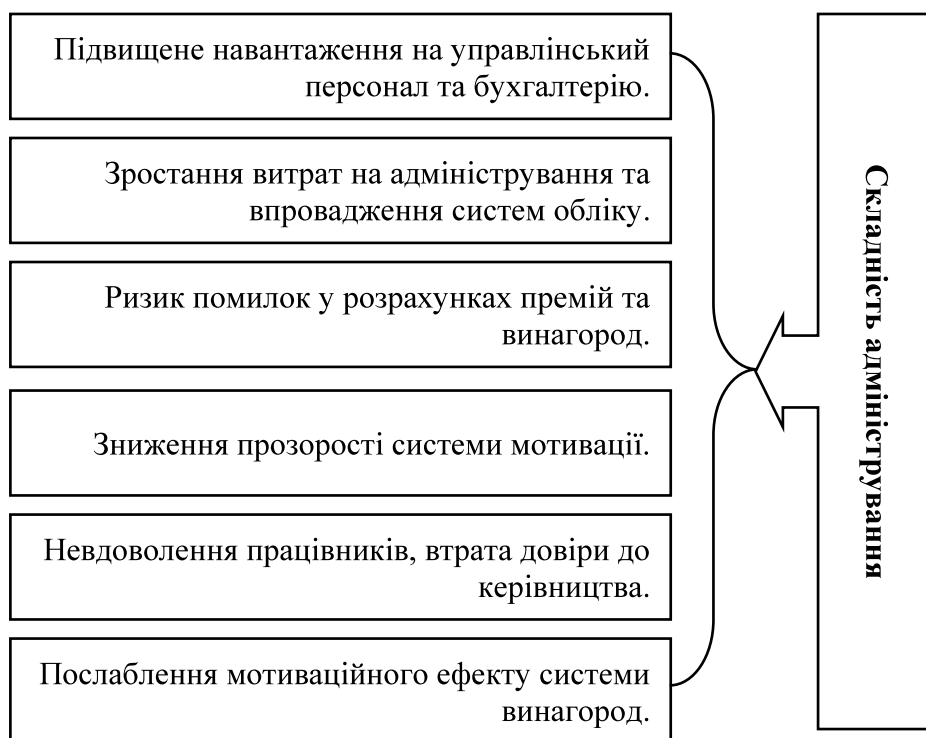 Підвищене навантаження на управлінський
персонал та бухгалтерію.
Зростання витрат на адміністрування та
впровадження систем обліку.
Ризик помилок у розрахунках премій та
винагород.
Зниження прозорості системи мотивації.
Невдоволення працівників, втрата довіри до
керівництва.
Послаблення мотиваційного ефекту системи
винагород.
Складність адміністрування